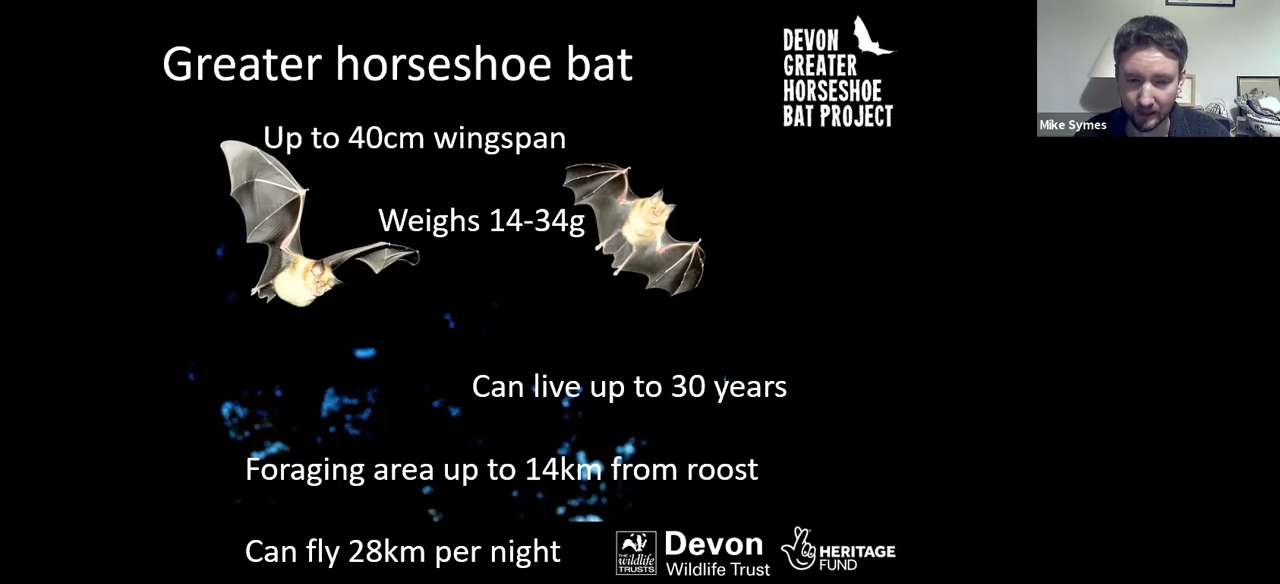 Greater horseshoe bat
DEVON
GREATER
HORSESHOE
BAT PROJECT
Mike Symes
Up to 40cm wingspan
Weighs 14-34g
Can live up to 30 years
Foraging area up to 14km from roost
Can fly 28km per night
THE
wildlife
TRUSTS
Devon
Wildlife Trust
HERITAGE
FUND